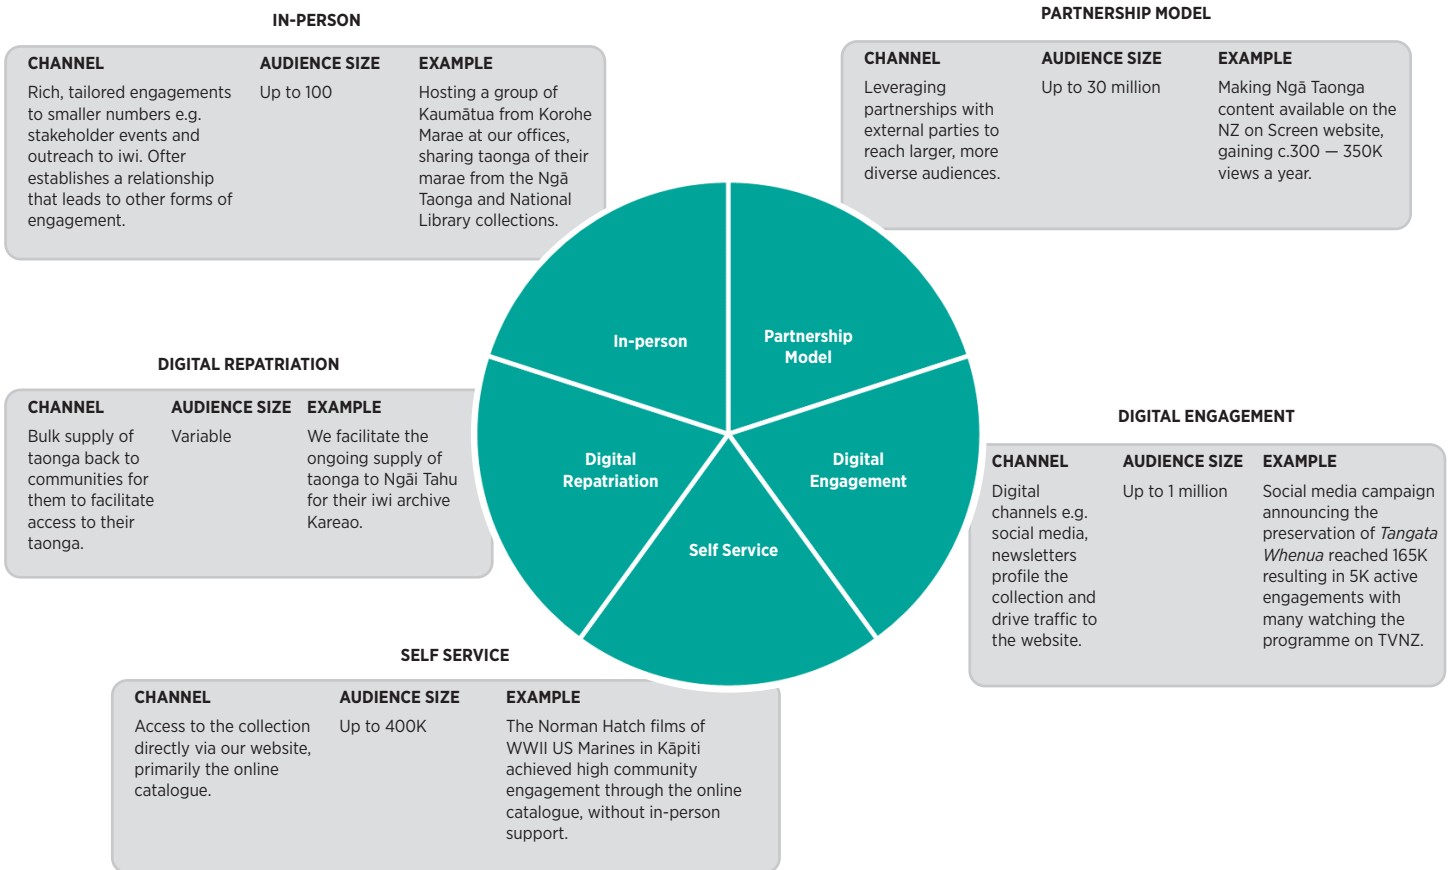 IN-PERSON
CHANNEL
Rich, tailored engagements
to smaller numbers e.g.
stakeholder events and
outreach to iwi. Ofter
establishes a relationship
that leads to other forms of
engagement.
AUDIENCE SIZE
Up to 100
EXAMPLE
Hosting a group of
Kaumātua from Korohe
Marae at our offices,
sharing taonga of their
marae from the Ngā
Taonga and National
Library collections.
PARTNERSHIP MODEL
CHANNEL
Leveraging
partnerships with
external parties to
reach larger, more
diverse audiences.
AUDIENCE SIZE
Up to 30 million
EXAMPLE
Making Ngā Taonga
content available on the
NZ on Screen website,
gaining c.300 — 350K
views a year.
In-person
Partnership
Model
Digital
Repatriation
Digital
Engagement
Self Service
DIGITAL REPATRIATION
CHANNEL
Bulk supply of
taonga back to
communities for
them to facilitate
access to their
taonga.
AUDIENCE SIZE
Variable
EXAMPLE
We facilitate the
ongoing supply of
taonga to Ngāi Tahu
for their iwi archive
Kareao.
DIGITAL ENGAGEMENT
CHANNEL
Digital
channels e.g.
social media,
newsletters
profile the
collection and
drive traffic to
the website.
AUDIENCE SIZE
Up to 1 million
EXAMPLE
Social media campaign
announcing the
preservation of Tangata
Whenua reached 165K
resulting in 5K active
engagements with
many watching the
programme on TVNZ.
SELF SERVICE
CHANNEL
Access to the collection
directly via our website,
primarily the online
catalogue.
AUDIENCE SIZE
Up to 400K
EXAMPLE
The Norman Hatch films of
WWII US Marines in Kāpiti
achieved high community
engagement through the online
catalogue, without in-person
support.